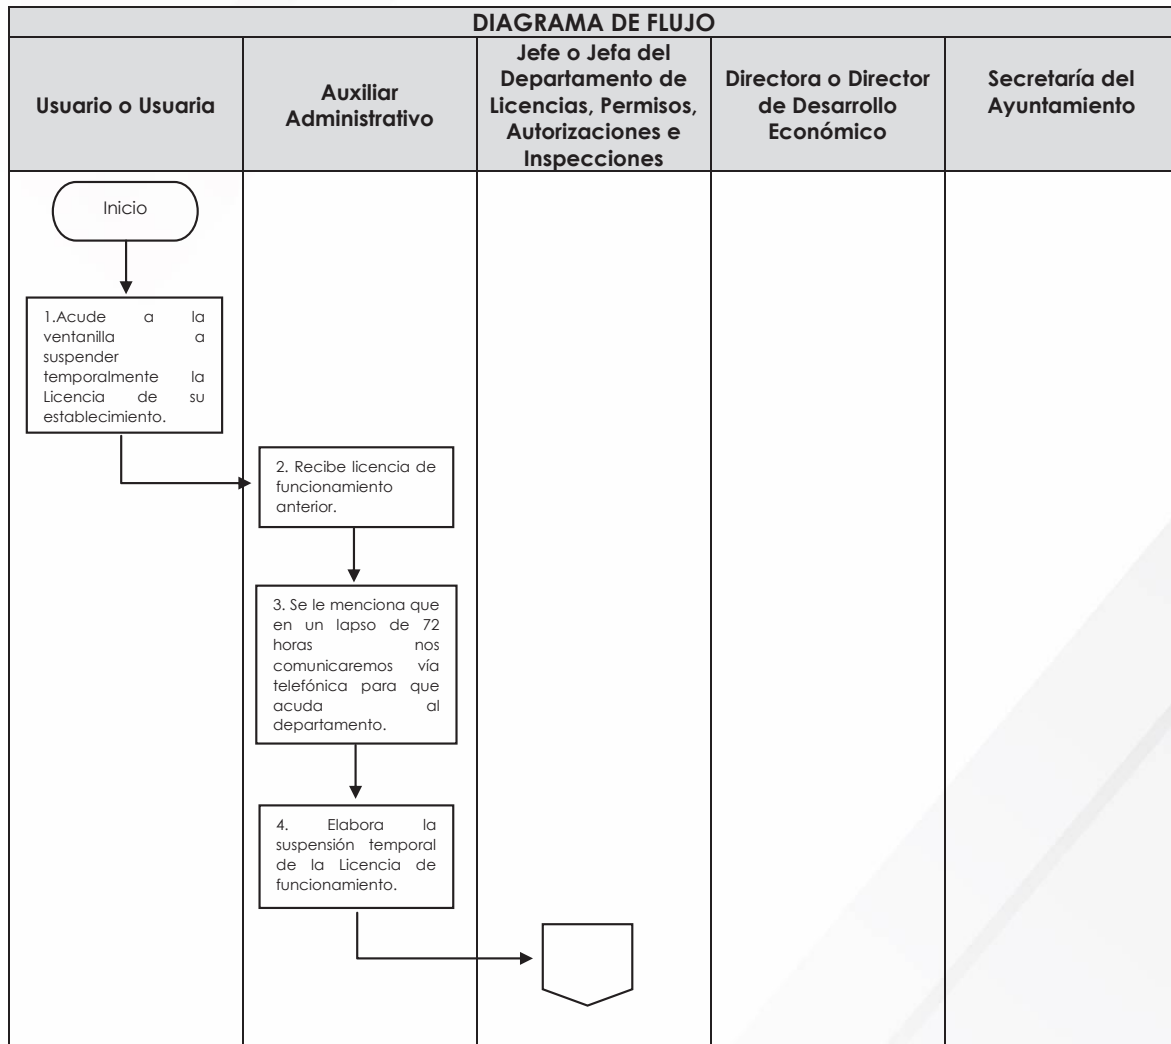 DIAGRAMA DE FLUJO
Usuario o Usuaria
Auxiliar
Administrativo
Jefe o Jefa del
Departamento de
Licencias, Permisos,
Autorizaciones e
Inspecciones
Directora o Director
de Desarrollo
Económico
Secretaría del
Ayuntamiento
Inicio
1.Acude a la
ventanilla a
suspender
temporalmente la
Licencia de su
establecimiento.
2. Recibe licencia de
funcionamiento
anterior.
3. Se le menciona que
en un lapso de 72
horas nos
comunicaremos vía
telefónica para que
acuda al
departamento.
4. Elabora la
suspensión temporal
de la Licencia de
funcionamiento.